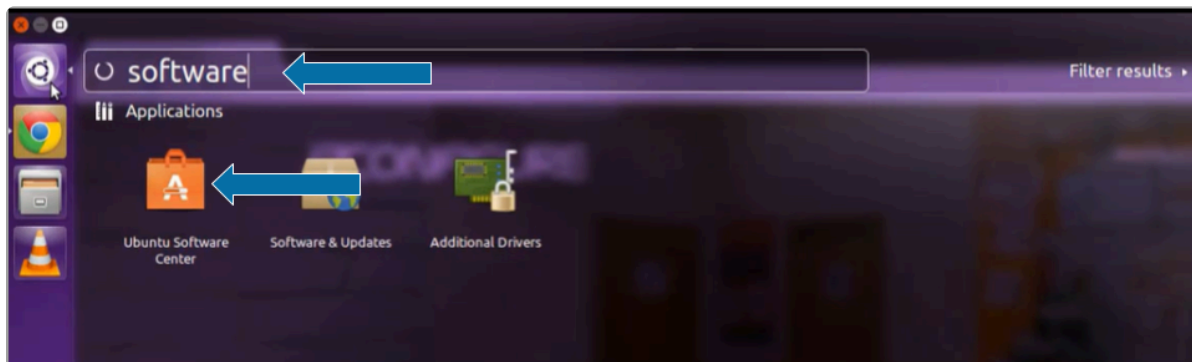 software
Filter results
Applications
Ubuntu Software
Center
Software & Updates
Additional Drivers